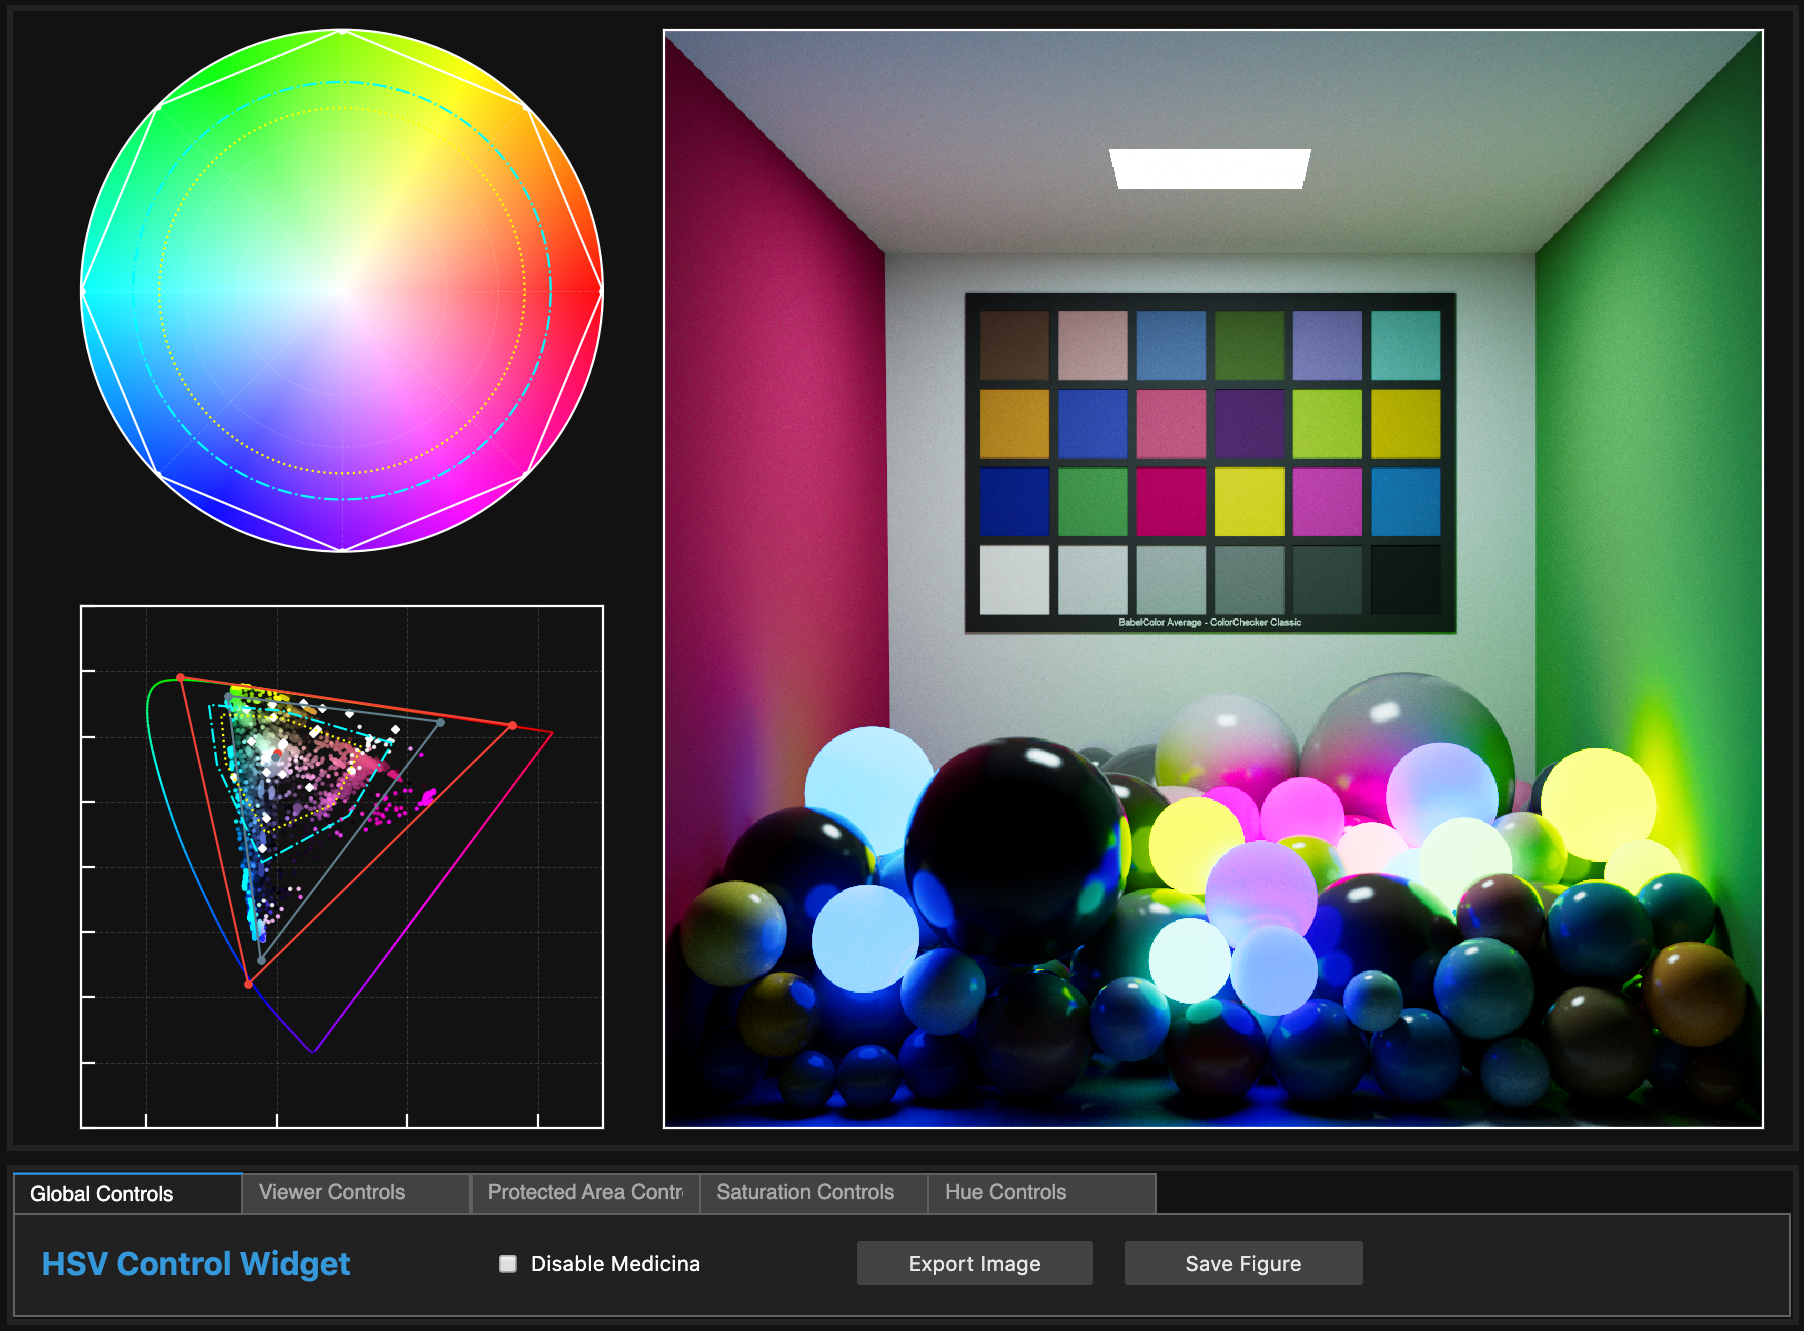 BabelColor Average - ColorChecker Classic
Global Controls
Viewer Controls
Protected Area Contr
Saturation Controls
Hue Controls
HSV Control Widget
Disable Medicina
Export Image
Save Figure